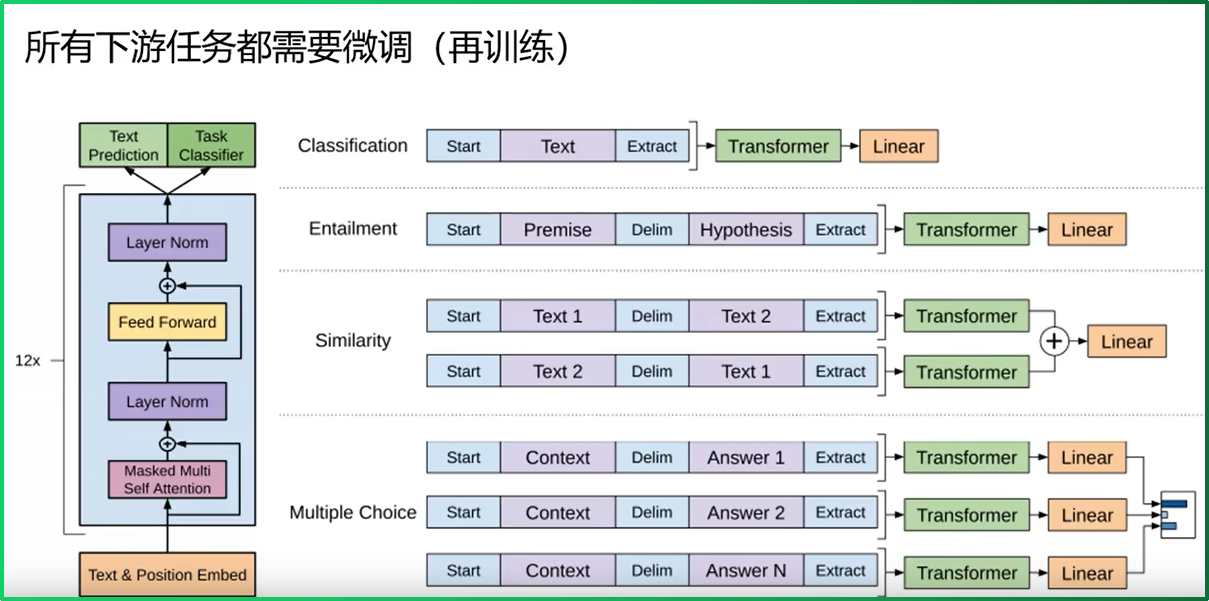 所有下游任务都需要微调（再训练）
Text
Prediction
Task
Classifier
Layer Norm
+
Feed Forward
12x
Layer Norm
+
Masked Multi
Self Attention
Text & Position Embed
Classification Start Text Extract Transformer Linear
Entailment Start Premise Delim Hypothesis Extract Transformer Linear
Similarity
Start Text 1 Delim Text 2 Extract Transformer
+ Linear
Start Text 2 Delim Text 1 Extract Transformer
Multiple Choice
Start Context Delim Answer 1 Extract Transformer Linear
Start Context Delim Answer 2 Extract Transformer Linear
Start Context Delim Answer N Extract Transformer Linear